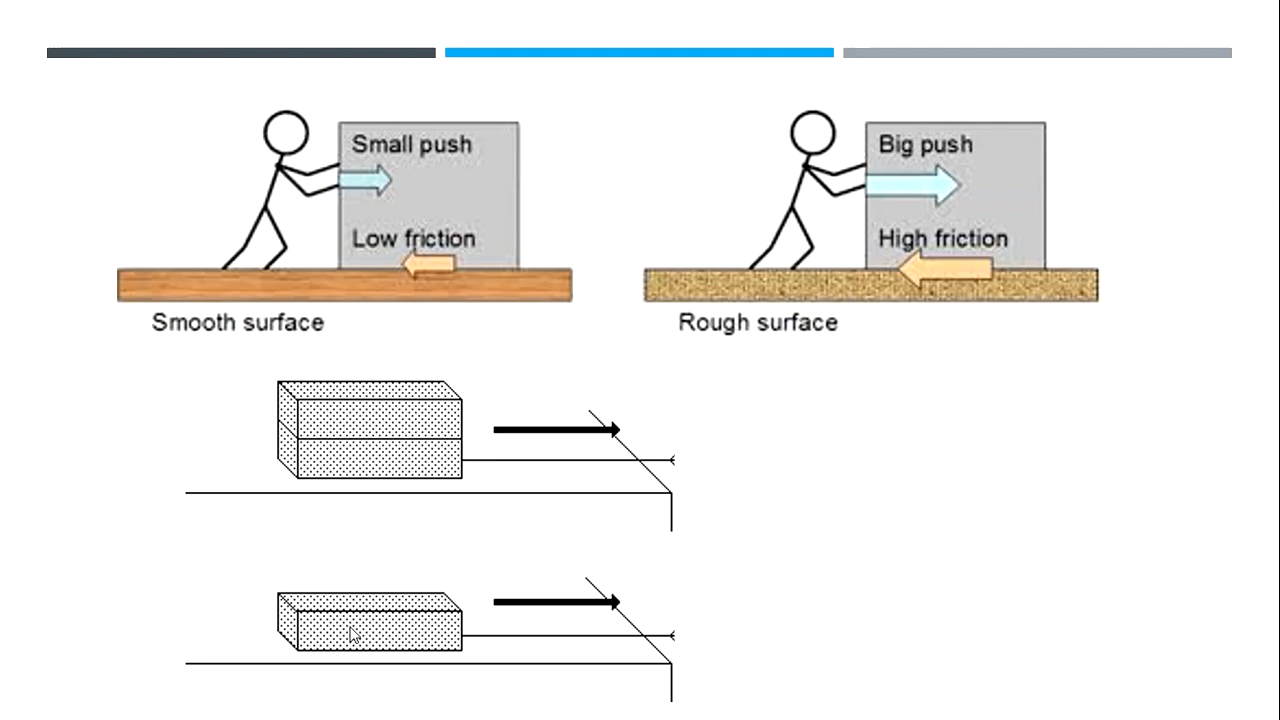 Small push
Low friction
Smooth surface
Big push
High friction
Rough surface